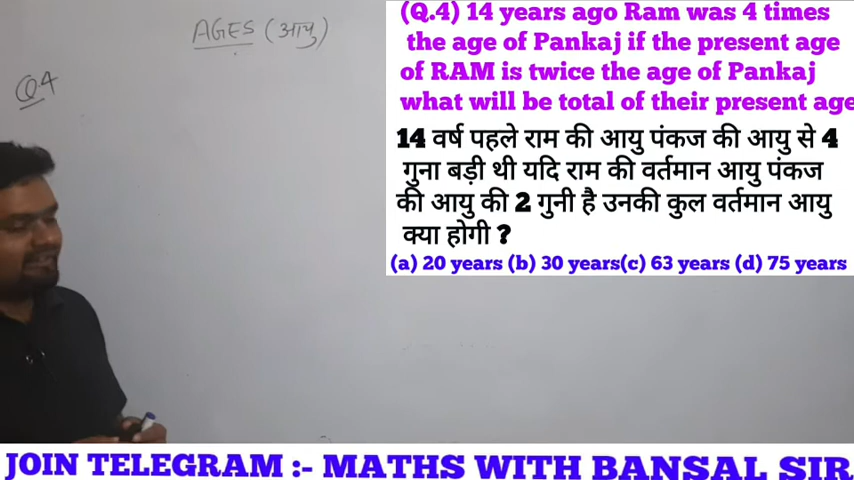 AGES (आयु)
Q4
(Q.4) 14 years ago Ram was 4 times
the age of Pankaj if the present age
of RAM is twice the age of Pankaj
what will be total of their present age
14 वर्ष पहले राम की आयु पंकज की आयु से 4
गुना बड़ी थी यदि राम की वर्तमान आयु पंकज
की आयु की 2 गुनी है उनकी कुल वर्तमान आयु
क्या होगी ?
(a) 20 years (b) 30 years(c) 63 years (d) 75 years
JOIN TELEGRAM :- MATHS WITH BANSAL SIR